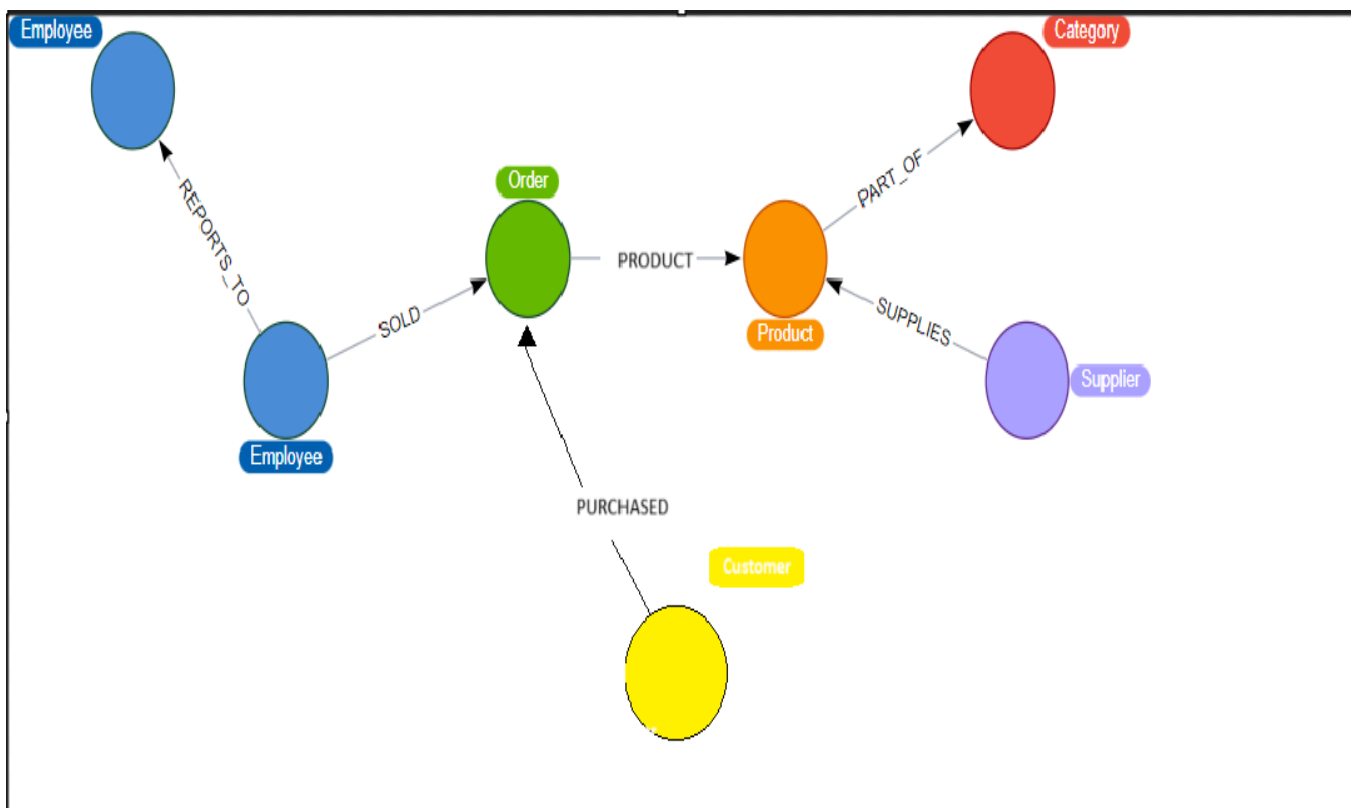 Employee
Category
Order
REPORTS_TO
PART_OF
PRODUCT
SOLD
SUPPLIES
Product
Supplier
Employee
PURCHASED
Customer